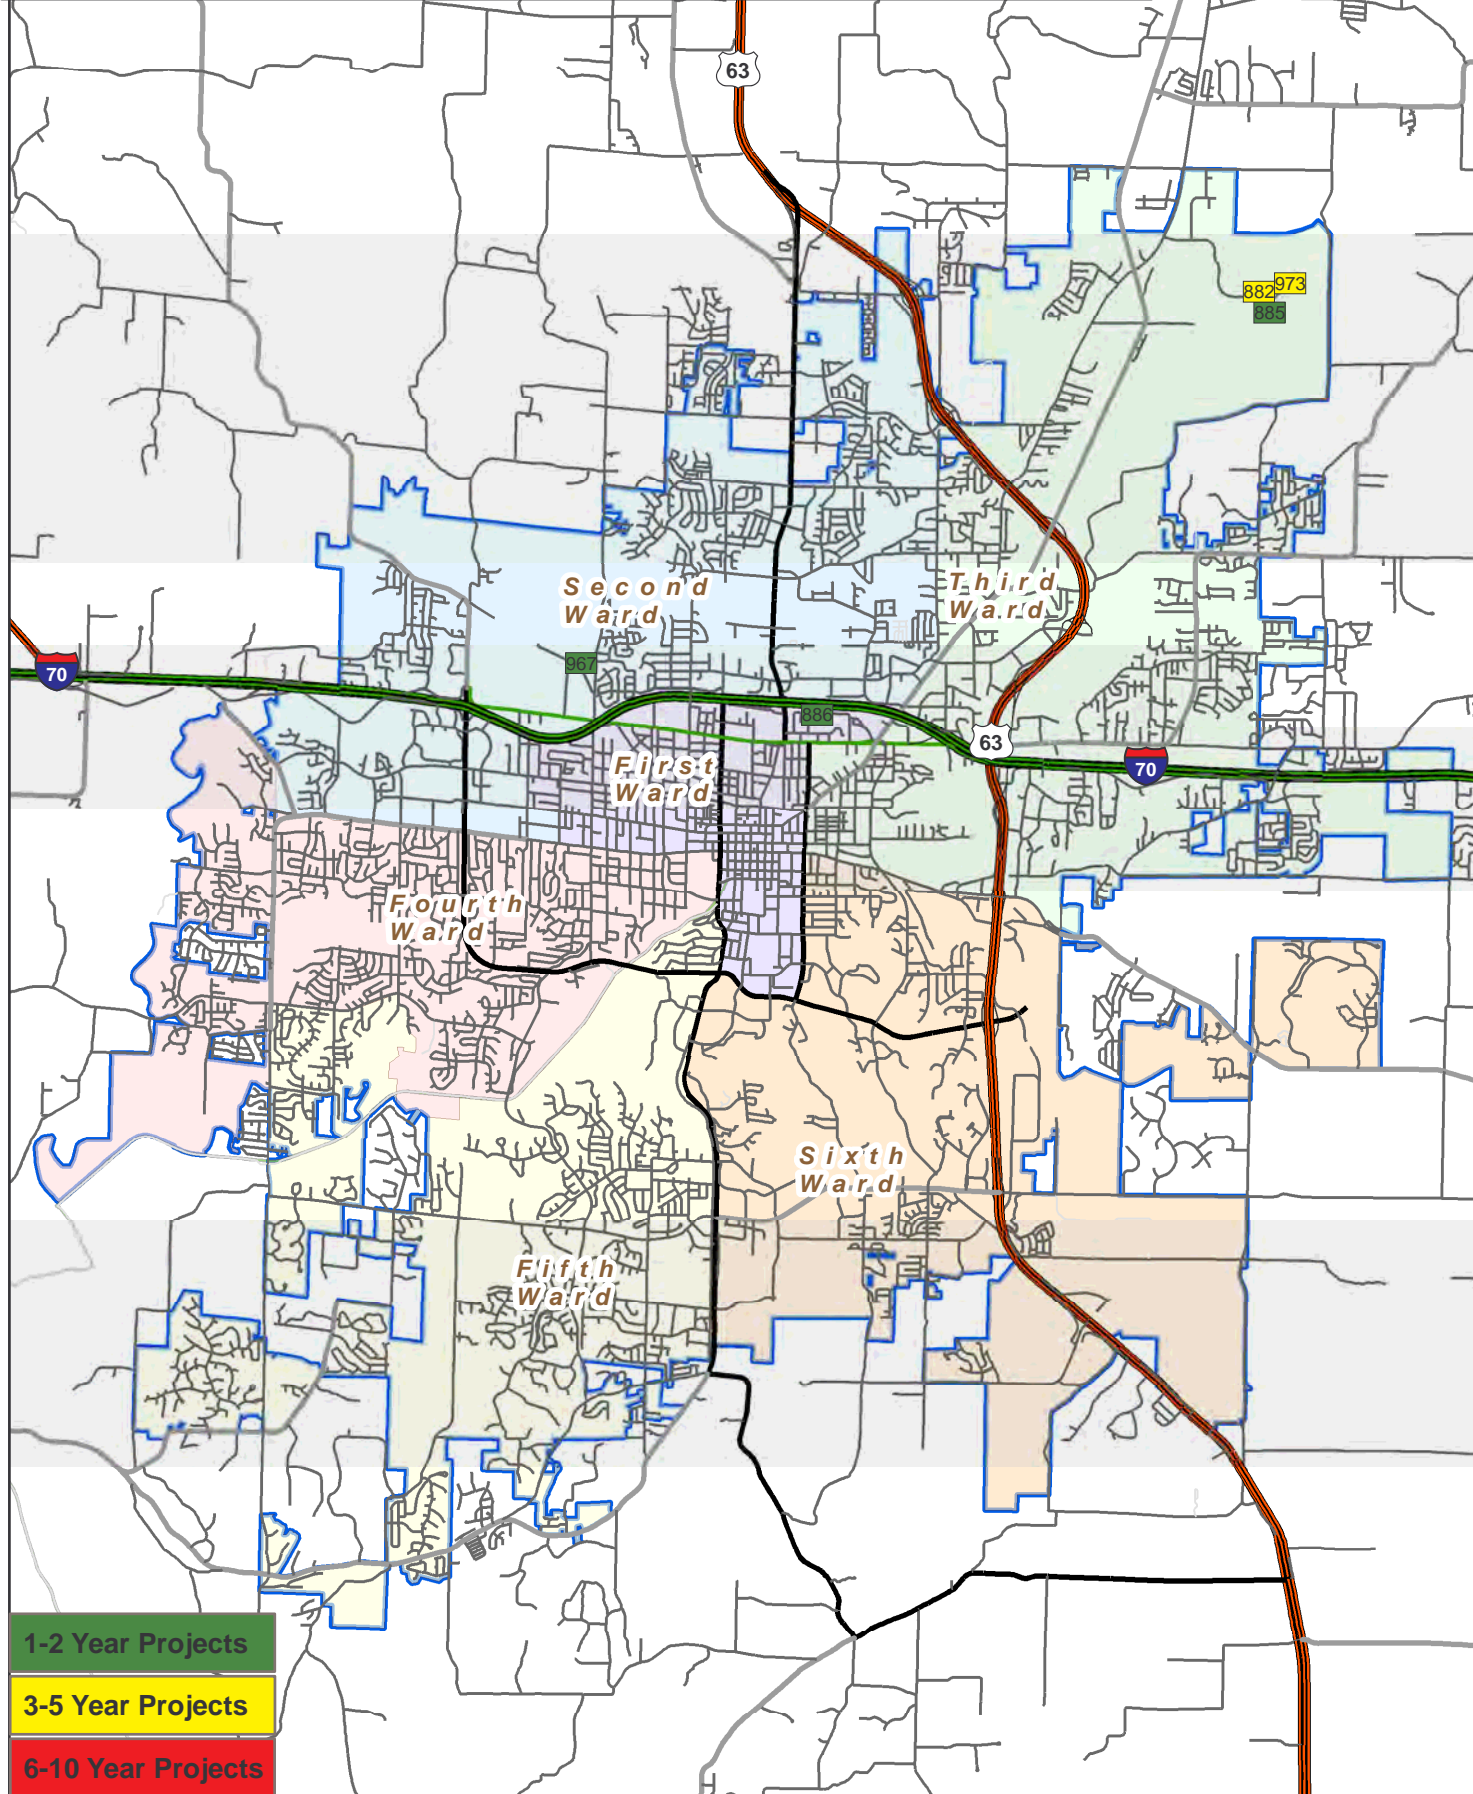 63
882
973
885
Second
Ward
Third
Ward
967
70
886
63
70
First
Ward
Fourth
Ward
Sixth
Ward
Fifth
Ward
1-2 Year Projects
3-5 Year Projects
6-10 Year Projects